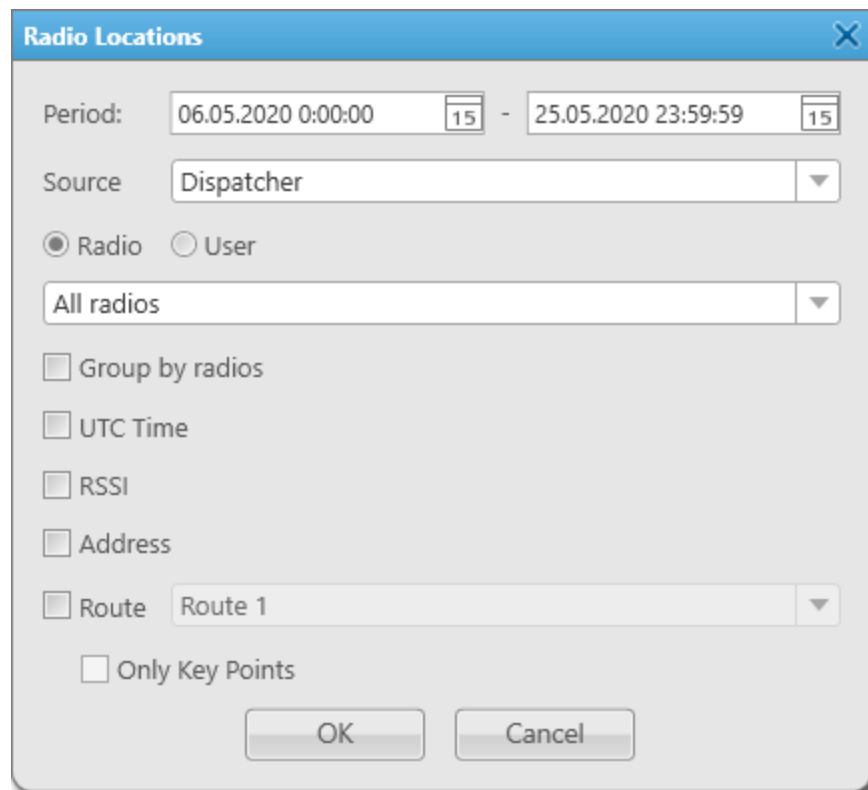 Radio Locations
Period: 06.05.2020 0:00:00 15 - 25.05.2020 23:59:59 15
Source Dispatcher
Radio User
All radios
Group by radios
UTC Time
RSSI
Address
Route Route 1
Only Key Points
OK Cancel